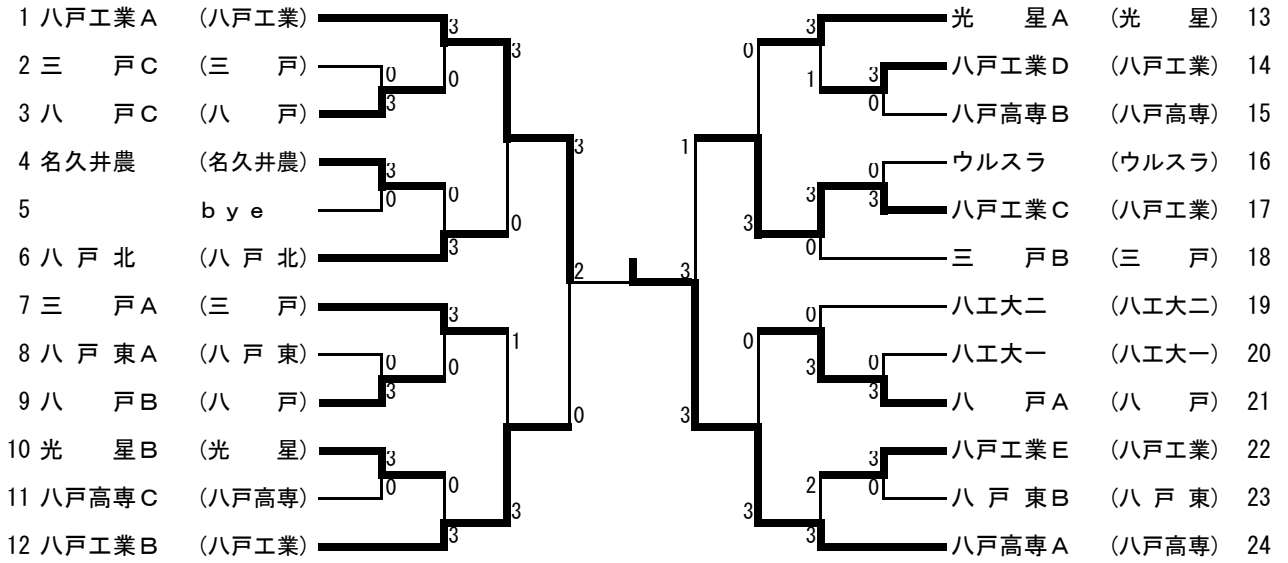 1 八戸工業A (八戸工業)
2 三　戸C (三　戸)
3 八　戸C (八　戸)
4 名久井農 (名久井農)
5 bye
6 八戸北 (八戸北)
7 三　戸A (三　戸)
8 八戸東A (八戸東)
9 八　戸B (八　戸)
10 光　星B (光　星)
11 八戸高専C (八戸高専)
12 八戸工業B (八戸工業)
3
0
3
3
0
3
0
3
0
3
3
0
0
3
0
0
3
1
3
3
0
2
0
光　星A (光　星) 13
八戸工業D (八戸工業) 14
八戸高専B (八戸高専) 15
ウルスラ (ウルスラ) 16
八戸工業C (八戸工業) 17
三　戸B (三　戸) 18
八工大二 (八工大二) 19
八工大一 (八工大一) 20
八　戸A (八　戸) 21
八戸工業E (八戸工業) 22
八戸東B (八戸東) 23
八戸高専A (八戸高専) 24
3
1
3
0
0
3
3
0
0
3
0
3
2
3
3
0
0
3
0
3
1
3
3